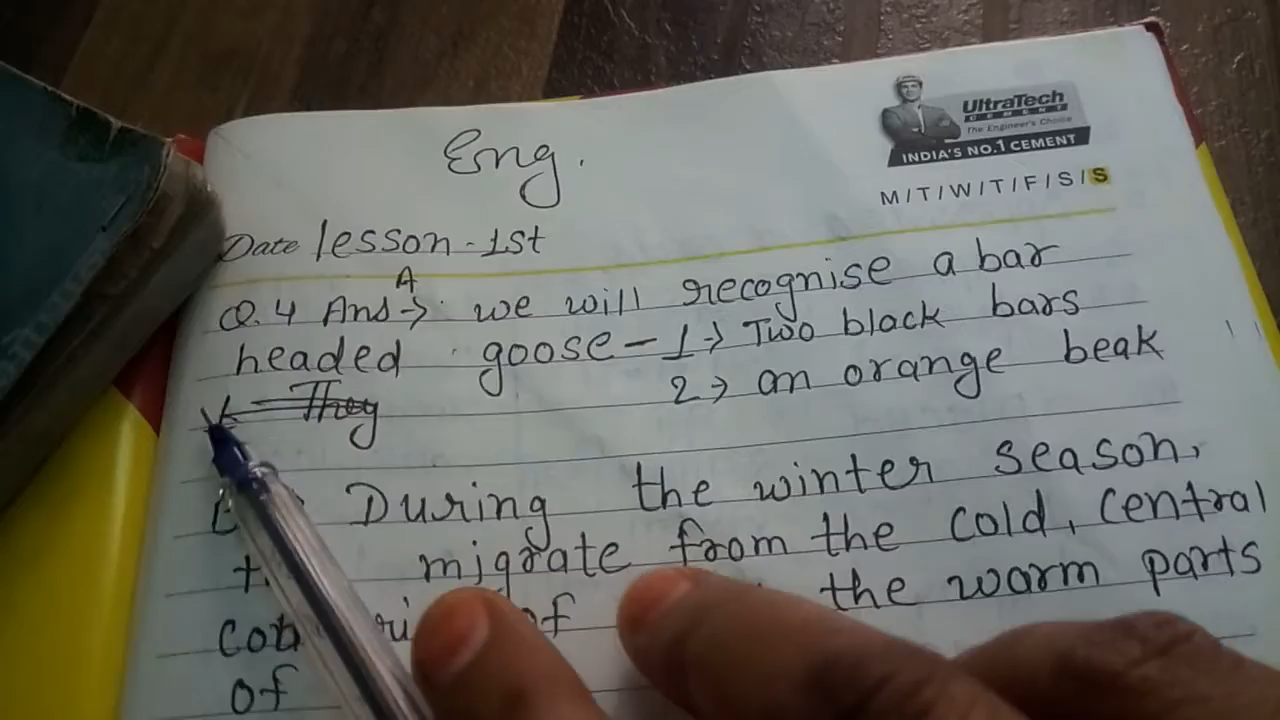 UltraTech
CEMENT
The Engineer's Choice
INDIA'S NO.1 CEMENT
M/T/W/T/F/S/S
Eng.
Date lesson-1st
A
Q.4 Ans→ we will recognise a bar
headed goose - 1→ Two black bars
2→ an orange beak
They
During the winter season,
migrate from the cold, central
of the warm parts
of